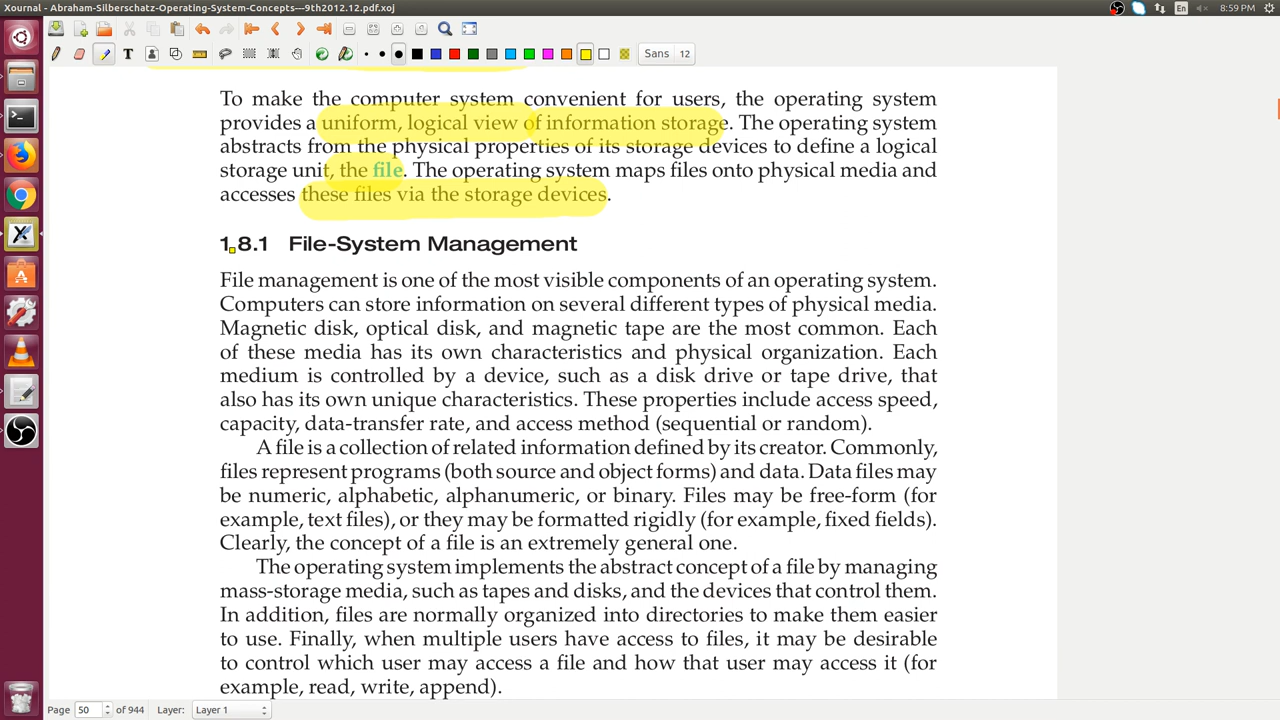 Xournal - Abraham-Silberschatz-Operating-System-Concepts---9th2012.12.pdf.xoj
En
8:59 PM
T
Sans 12
To make the computer system convenient for users, the operating system
provides a uniform, logical view of information storage. The operating system
abstracts from the physical properties of its storage devices to define a logical
storage unit, the file. The operating system maps files onto physical media and
accesses these files via the storage devices.
1.8.1 File-System Management
File management is one of the most visible components of an operating system.
Computers can store information on several different types of physical media.
Magnetic disk, optical disk, and magnetic tape are the most common. Each
of these media has its own characteristics and physical organization. Each
medium is controlled by a device, such as a disk drive or tape drive, that
also has its own unique characteristics. These properties include access speed,
capacity, data-transfer rate, and access method (sequential or random).
A file is a collection of related information defined by its creator. Commonly,
files represent programs (both source and object forms) and data. Data files may
be numeric, alphabetic, alphanumeric, or binary. Files may be free-form (for
example, text files), or they may be formatted rigidly (for example, fixed fields).
Clearly, the concept of a file is an extremely general one.
The operating system implements the abstract concept of a file by managing
mass-storage media, such as tapes and disks, and the devices that control them.
In addition, files are normally organized into directories to make them easier
to use. Finally, when multiple users have access to files, it may be desirable
to control which user may access a file and how that user may access it (for
example, read, write, append).
Page 50 of 944 Layer: Layer 1